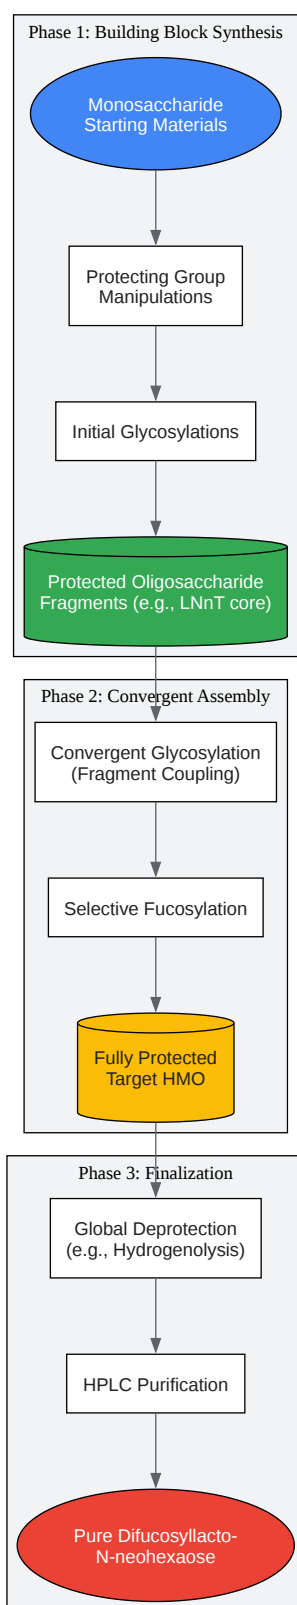 Phase 1: Building Block Synthesis
Monosaccharide
Starting Materials
Protecting Group
Manipulations
Initial Glycosylations
Protected Oligosaccharide
Fragments (e.g., LNnT core)
Phase 2: Convergent Assembly
Convergent Glycosylation
(Fragment Coupling)
Selective Fucosylation
Fully Protected
Target HMO
Phase 3: Finalization
Global Deprotection
(e.g., Hydrogenolysis)
HPLC Purification
Pure Difucosyllacto-
N-neohexaose